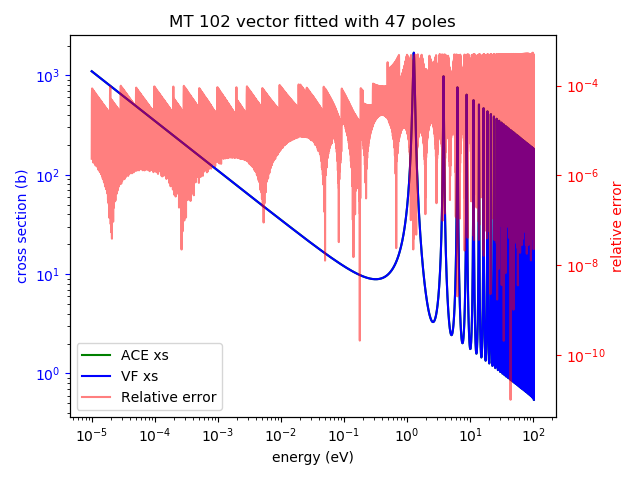 MT 102 vector fitted with 47 poles
cross section (b)
10³
10²
10¹
10⁰
10⁻⁴
10⁻⁶
10⁻⁸
10⁻¹⁰
relative error
ACE xs
VF xs
Relative error
10⁻⁵ 10⁻⁴ 10⁻³ 10⁻² 10⁻¹ 10⁰ 10¹ 10²
energy (eV)